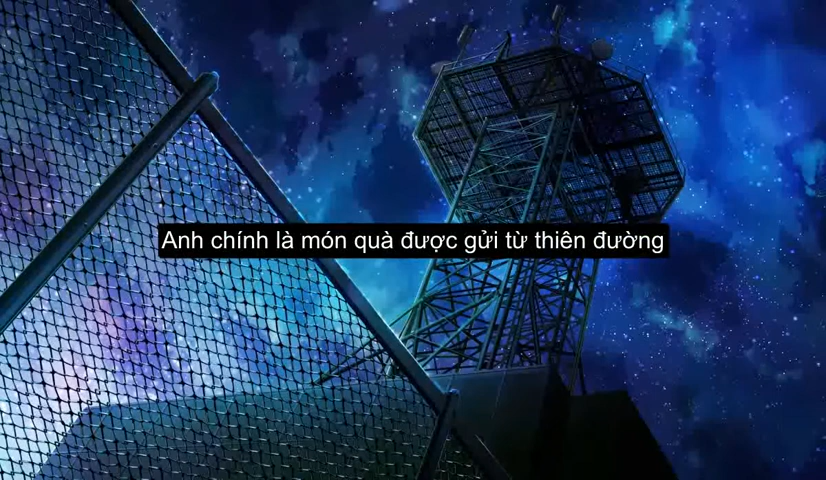 Anh chính là món quà được gửi từ thiên đường